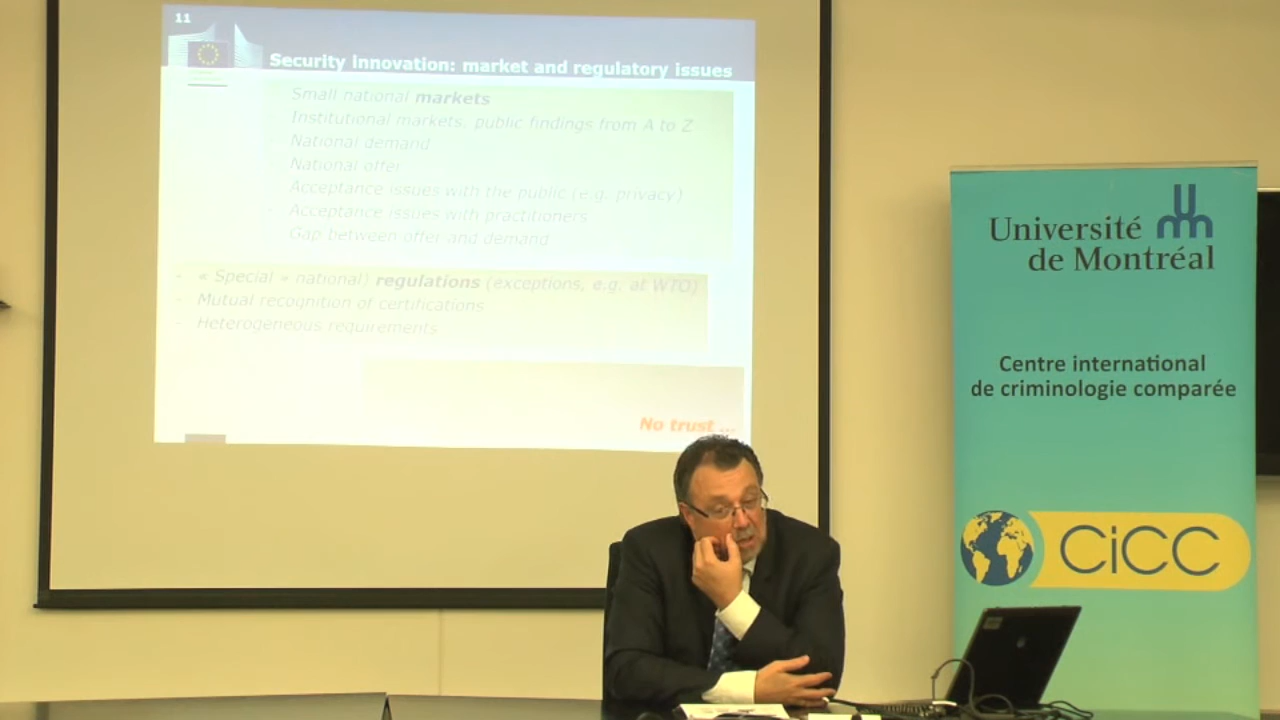 11
Security innovation: market and regulatory issues
Small national markets
Institutional markets, public findings from A to Z
National demand
National offer
Acceptance issues with the public (e.g. privacy)
- Acceptance issues with practitioners
Gap between offer and demand
- « Special » national) regulations (exceptions, e.g. at WTO)
- Mutual recognition of certifications
- Heterogeneous requirements
No trust ...
Université
de Montréal
Centre international
de criminologie comparée
CiCC